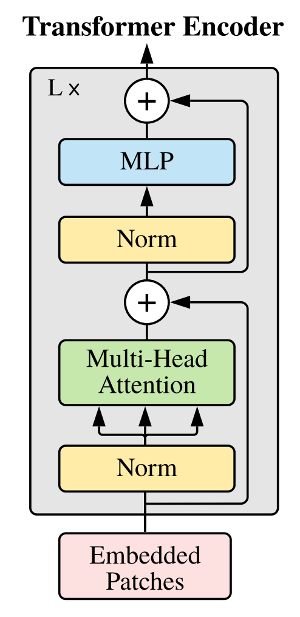 Transformer Encoder
L x
+
MLP
Norm
+
Multi-Head
Attention
Norm
Embedded
Patches